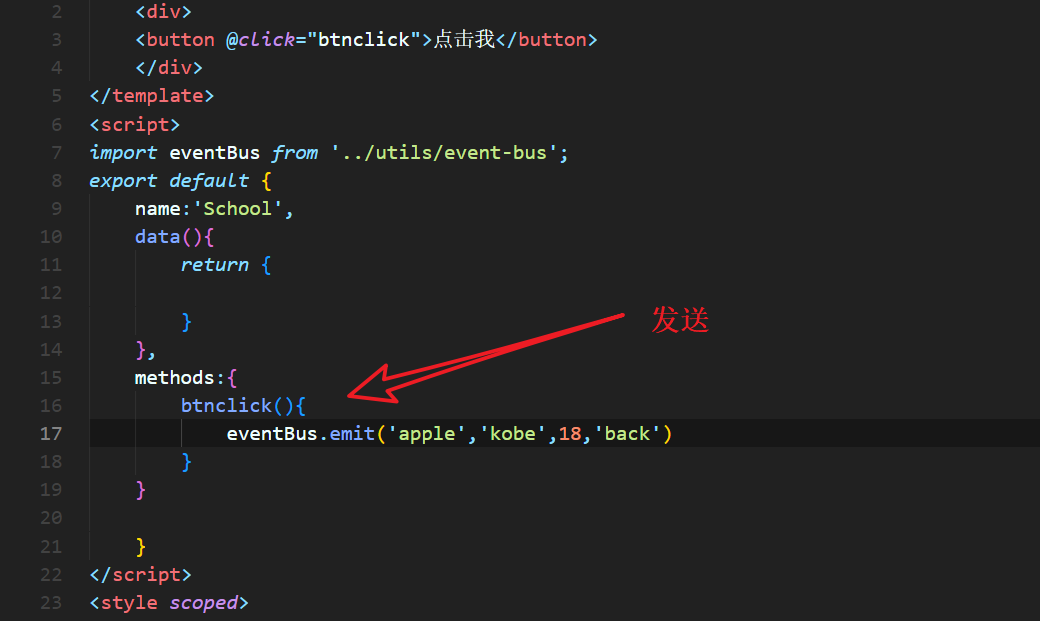 2 <div>
3 <button @click="btnclick">点击我</button>
4 </div>
5 </template>
6 <script>
7 import eventBus from '../utils/event-bus';
8 export default {
9 name:'School',
10 data(){
11 return {
12
13 }
14 },
发送
15 methods:{
16 btnclick(){
17 eventBus.emit('apple','kobe',18,'back')
18 }
19 }
20
21 }
22 </script>
23 <style scoped>